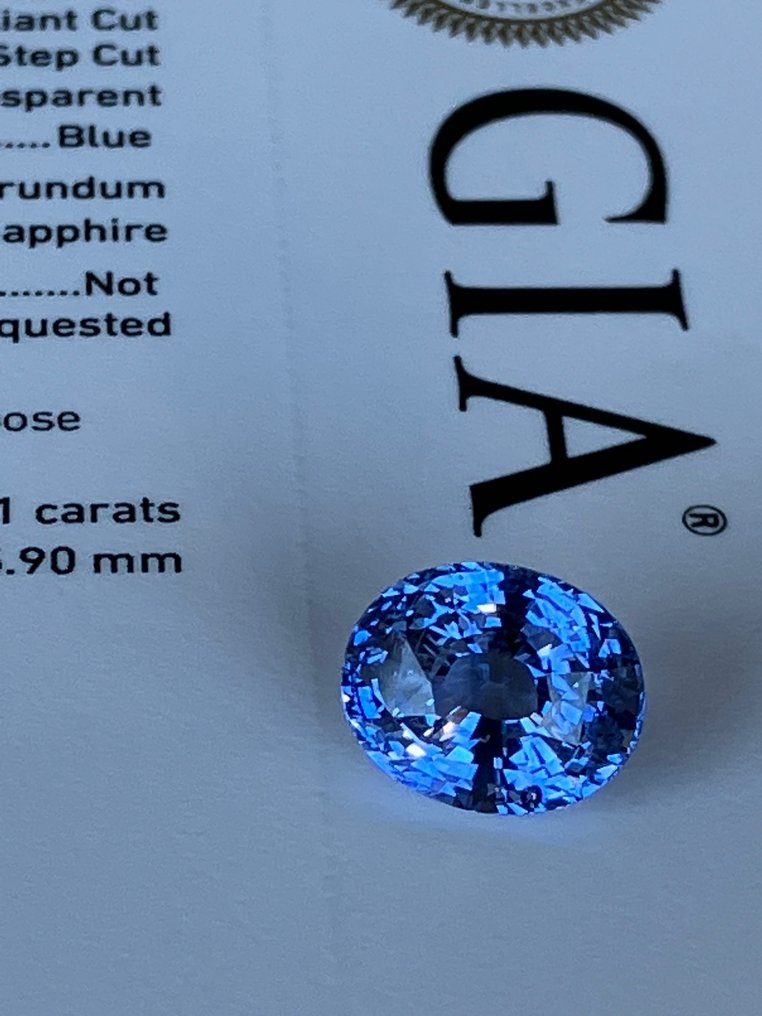 iant Cut
Step Cut
sparent
.....Blue
rundum
apphire
.......Not
quested
ose
1 carats
.90 mm
GIA®